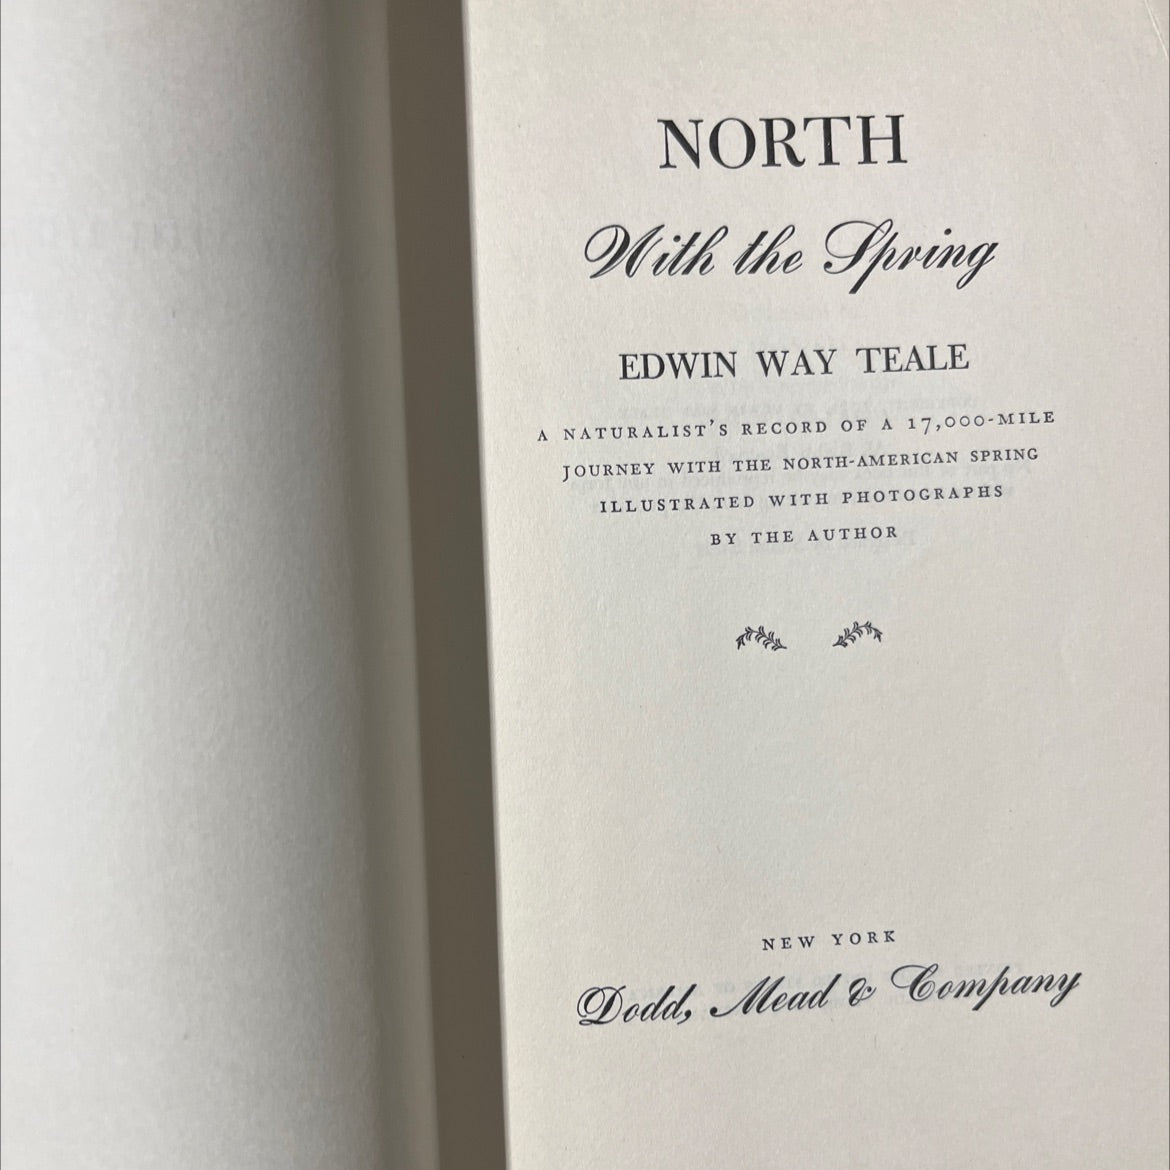 NORTH
With the Spring
EDWIN WAY TEALE
A NATURALIST'S RECORD OF A 17,000-MILE
JOURNEY WITH THE NORTH-AMERICAN SPRING
ILLUSTRATED WITH PHOTOGRAPHS
BY THE AUTHOR
NEW YORK
Dodd, Mead & Company